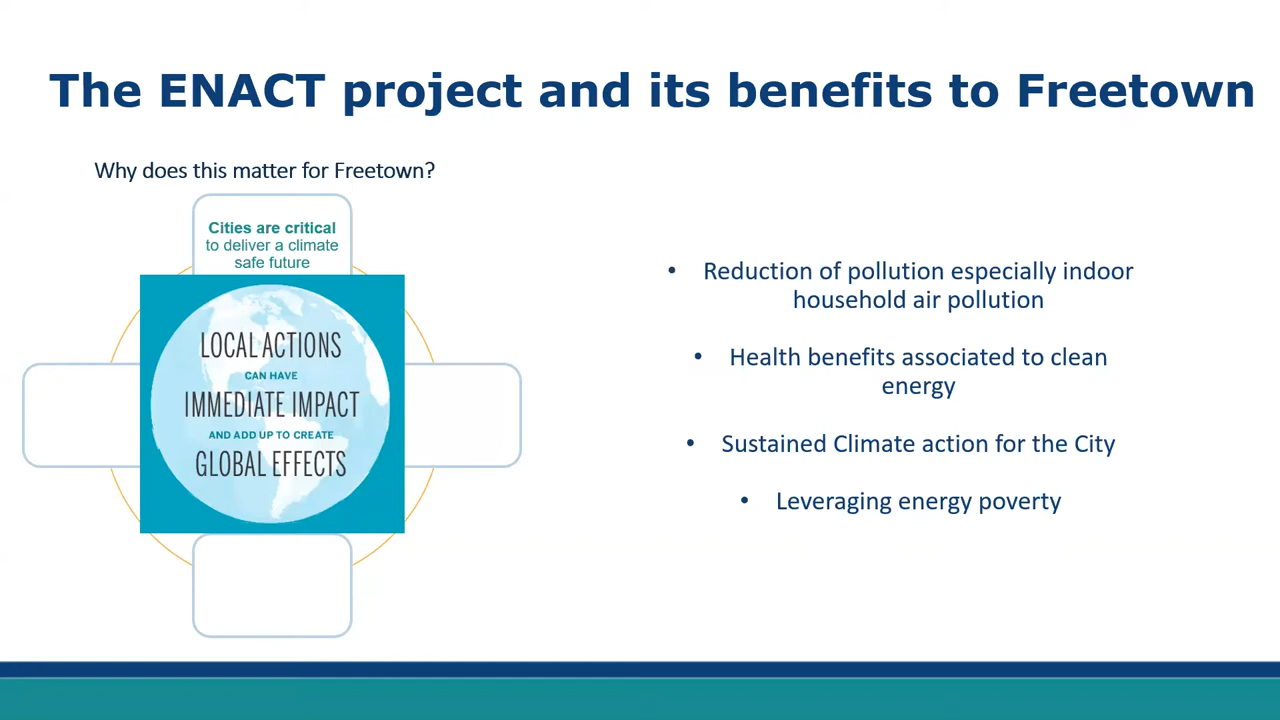 The ENACT project and its benefits to Freetown
Why does this matter for Freetown?
Cities are critical
to deliver a climate
safe future
LOCAL ACTIONS
CAN HAVE
IMMEDIATE IMPACT
AND ADD UP TO CREATE
GLOBAL EFFECTS
• Reduction of pollution especially indoor
household air pollution
• Health benefits associated to clean
energy
• Sustained Climate action for the City
• Leveraging energy poverty